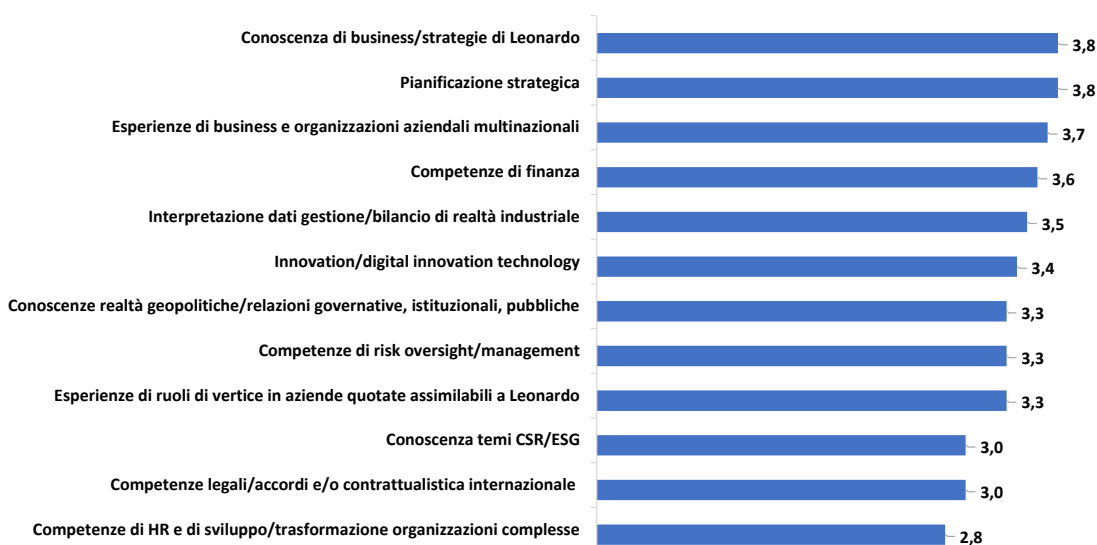 Conoscenza di business/strategie di Leonardo 3,8
Pianificazione strategica 3,8
Esperienze di business e organizzazioni aziendali multinazionali 3,7
Competenze di finanza 3,6
Interpretazione dati gestione/bilancio di realtà industriale 3,5
Innovation/digital innovation technology 3,4
Conoscenze realtà geopolitiche/relazioni governative, istituzionali, pubbliche 3,3
Competenze di risk oversight/management 3,3
Esperienze di ruoli di vertice in aziende quotate assimilabili a Leonardo 3,3
Conoscenza temi CSR/ESG 3,0
Competenze legali/accordi e/o contrattualistica internazionale 3,0
Competenze di HR e di sviluppo/trasformazione organizzazioni complesse 2,8